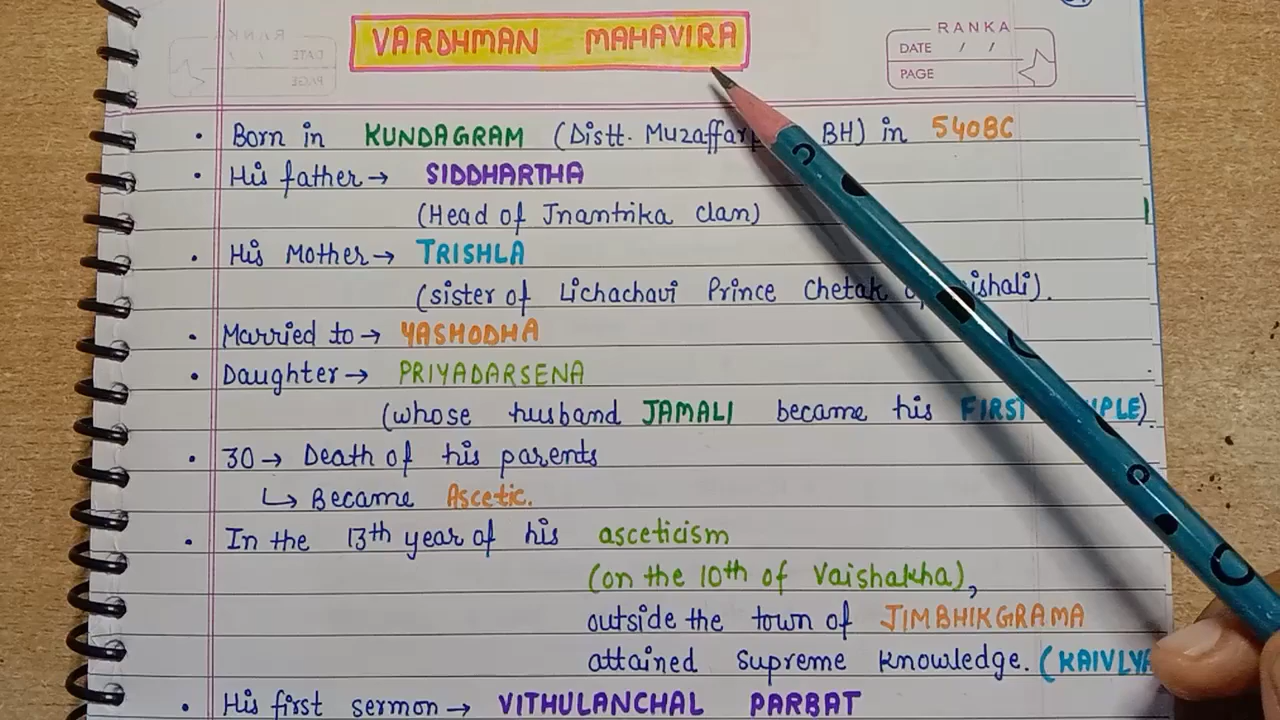 VARDHMAN MAHAVIRA
RANKA
DATE / /
PAGE
• Born in KUNDAGRAM (Distt. Muzaffarp BH) in 540BC
• His father → SIDDHARTHA
(Head of Jnantrika clan)
• His Mother → TRISHLA
(sister of Lichachavi Prince Chetak ishali).
• Married to → YASHODHA
• Daughter → PRIYADARSENA
(whose husband JAMALI became his FIRST IPLE)
• 30 → Death of his parents
↳ Became Ascetic.
• In the 13th year of his asceticism
(on the 10th of Vaishakha),
outside the town of JIMBHIKGRAMA
attained Supreme Knowledge. (KAIVLYA
• His first sermon → VITHULANCHAL PARBAT